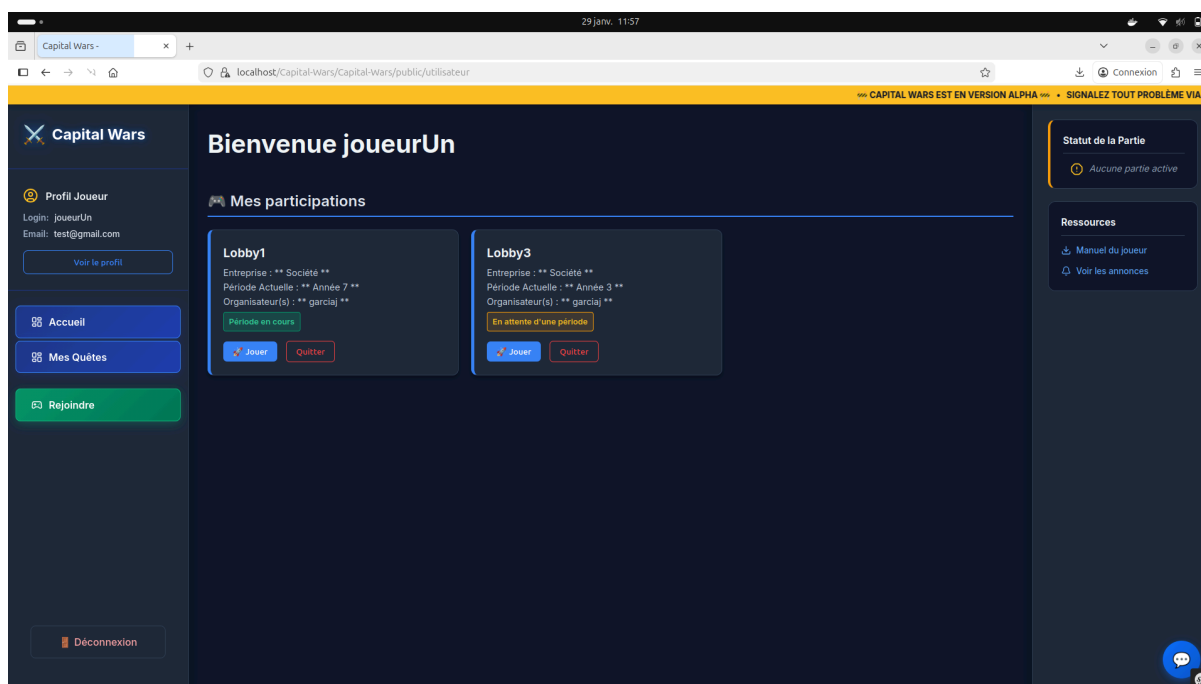 29 janv. 11:57
Capital Wars -
localhost/Capital-Wars/Capital-Wars/public/utilisateur
Connexion
CAPITAL WARS EST EN VERSION ALPHA • SIGNALEZ TOUT PROBLÈME VIA
Capital Wars
Profil Joueur
Login: joueurUn
Email: test@gmail.com
Voir le profil
Accueil
Mes Quêtes
Rejoindre
Déconnexion
Bienvenue joueurUn
Mes participations
Lobby1
Entreprise : ** Société **
Période Actuelle : ** Année 7 **
Organisateur(s) : ** garciaj **
Période en cours
Jouer
Quitter
Lobby3
Entreprise : ** Société **
Période Actuelle : ** Année 3 **
Organisateur(s) : ** garciaj **
En attente d'une période
Jouer
Quitter
Statut de la Partie
Aucune partie active
Ressources
Manuel du joueur
Voir les annonces